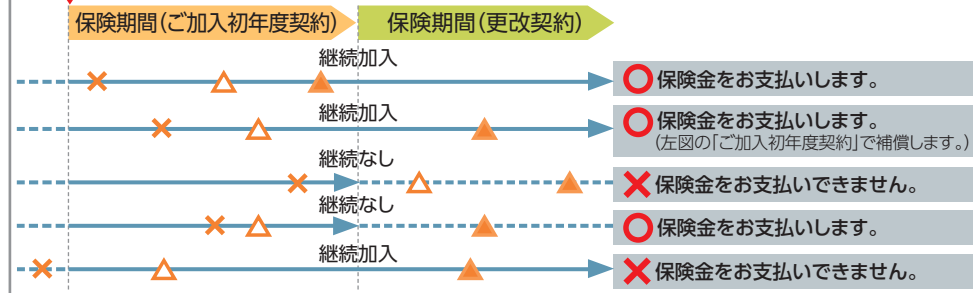 保険期間(ご加入初年度契約)
保険期間(更改契約)
継続加入
保険金をお支払いします。
継続加入
保険金をお支払いします。
(左図の「ご加入初年度契約」で補償します。)
継続なし
保険金をお支払いできません。
継続なし
保険金をお支払いします。
継続加入
保険金をお支払いできません。